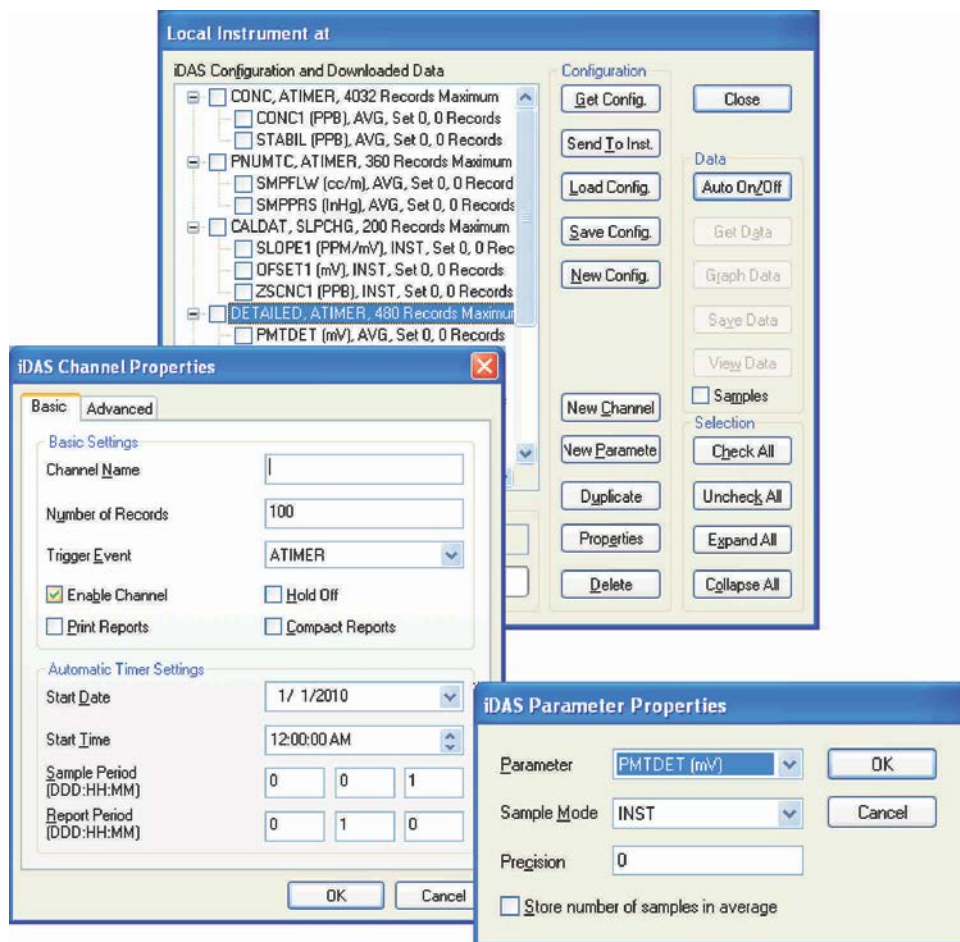 Local Instrument at
iDAS Configuration and Downloaded Data
CONC, ATIMER, 4032 Records Maximum
CONC1 (PPB), AVG, Set 0, 0 Records
STABIL (PPB), AVG, Set 0, 0 Records
PNUMTC, ATIMER, 360 Records Maximum
SMPFLW (cc/m), AVG, Set 0, 0 Record
SMPPRS (InHg), AVG, Set 0, 0 Records
CALDAT, SLPCHG, 200 Records Maximum
SLOPE1 (PPM/mV), INST, Set 0, 0 Rec
OFSET1 (mV), INST, Set 0, 0 Records
ZSCNC1 (PPB), INST, Set 0, 0 Records
DETAILED, ATIMER, 480 Records Maximur
PMTDET (mV), AVG, Set 0, 0 Records
Configuration
Get Config.
Send To Inst.
Load Config.
Save Config.
New Config.
New Channel
New Paramete
Duplicate
Properties
Delete
Close
Data
Auto On/Off
Get Data
Graph Data
Save Data
View Data
Samples
Selection
Check All
Uncheck All
Expand All
Collapse All
iDAS Channel Properties
Basic Advanced
Basic Settings
Channel Name
Number of Records 100
Trigger Event ATIMER
Enable Channel Hold Off
Print Reports Compact Reports
Automatic Timer Settings
Start Date 1/ 1/2010
Start Time 12:00:00 AM
Sample Period
(DDD:HH:MM) 0 0 1
Report Period
(DDD:HH:MM) 0 1 0
OK Cancel
iDAS Parameter Properties
Parameter PMTDET (mV) OK
Sample Mode INST Cancel
Precision 0
Store number of samples in average